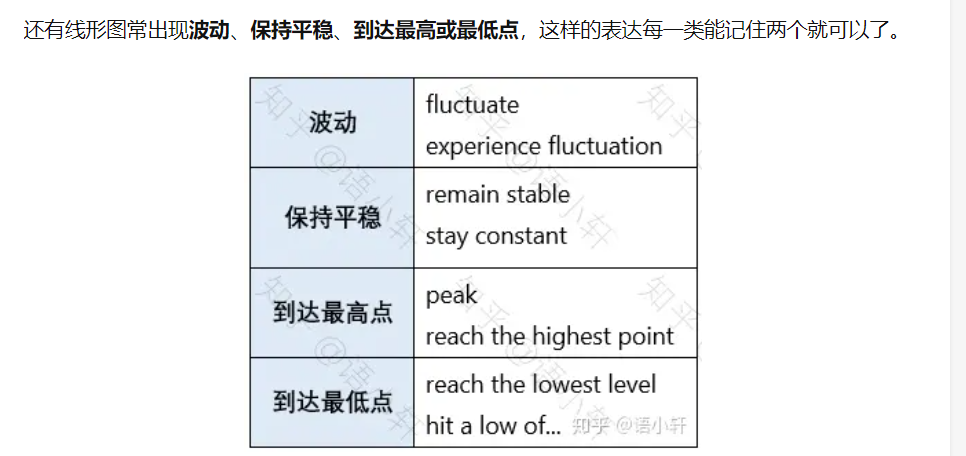 还有线形图常出现波动、保持平稳、到达最高或最低点，这样的表达每一类能记住两个就可以了。
波动
fluctuate
experience fluctuation
保持平稳
remain stable
stay constant
到达最高点
peak
reach the highest point
到达最低点
reach the lowest level
hit a low of...
知乎 @语小轩